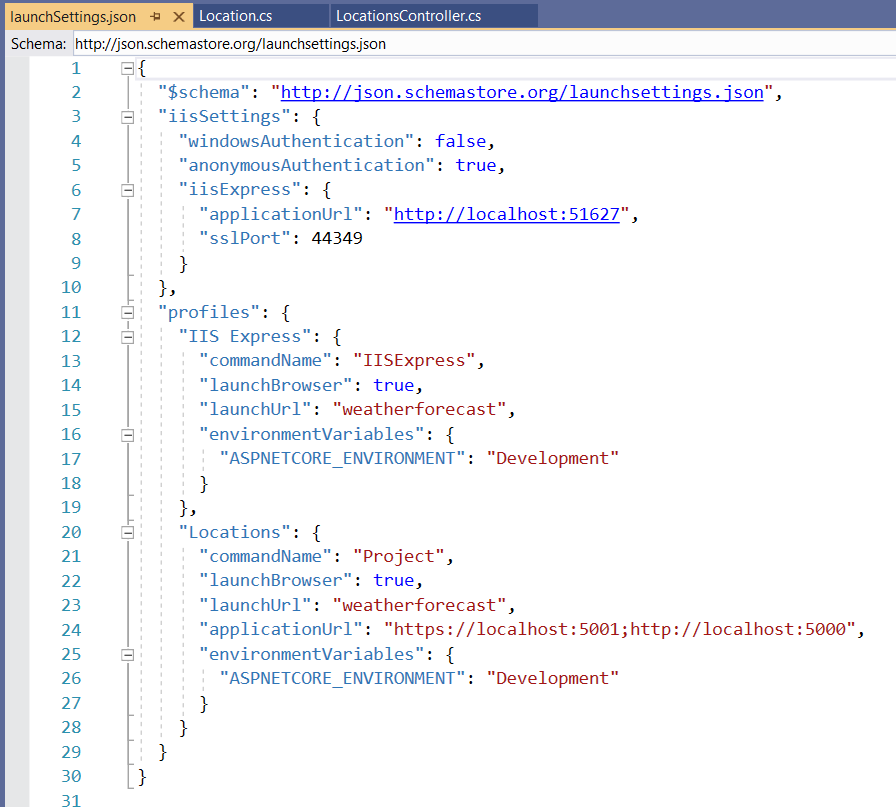 launchSettings.json Location.cs LocationsController.cs
Schema: http://json.schemastore.org/launchsettings.json
1 {
2 "$schema": "http://json.schemastore.org/launchsettings.json",
3 "iisSettings": {
4 "windowsAuthentication": false,
5 "anonymousAuthentication": true,
6 "iisExpress": {
7 "applicationUrl": "http://localhost:51627",
8 "sslPort": 44349
9 }
10 },
11 "profiles": {
12 "IIS Express": {
13 "commandName": "IISExpress",
14 "launchBrowser": true,
15 "launchUrl": "weatherforecast",
16 "environmentVariables": {
17 "ASPNETCORE_ENVIRONMENT": "Development"
18 }
19 },
20 "Locations": {
21 "commandName": "Project",
22 "launchBrowser": true,
23 "launchUrl": "weatherforecast",
24 "applicationUrl": "https://localhost:5001;http://localhost:5000",
25 "environmentVariables": {
26 "ASPNETCORE_ENVIRONMENT": "Development"
27 }
28 }
29 }
30 }
31